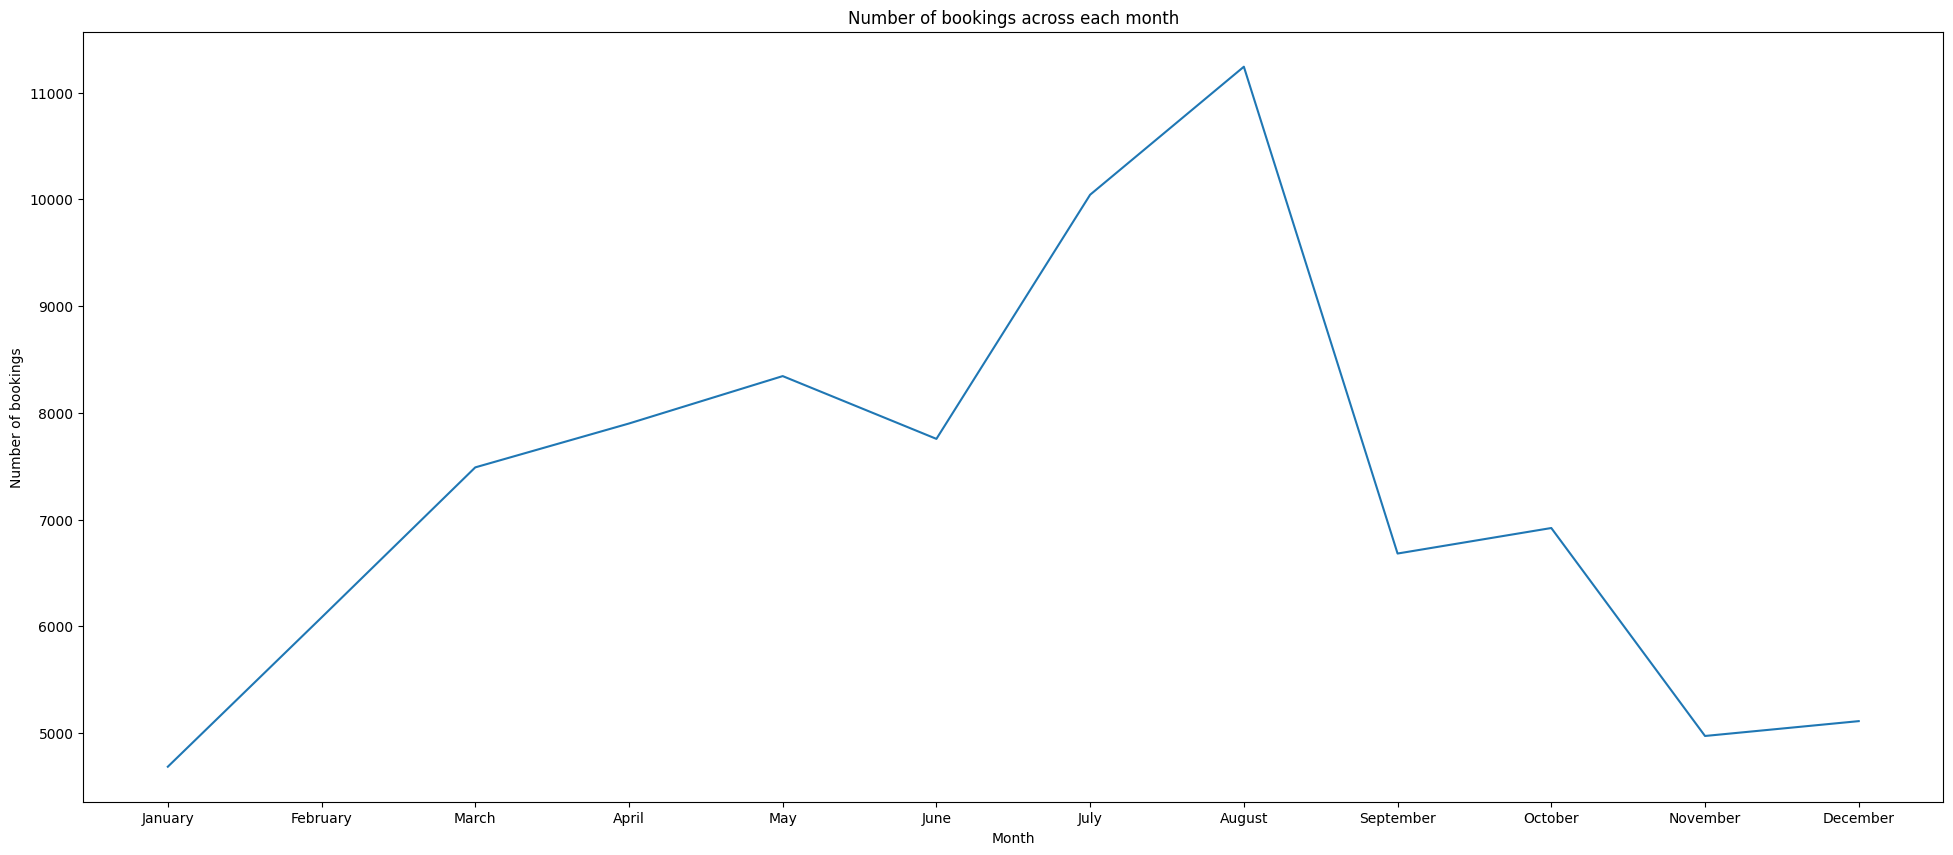 Number of bookings across each month
11000
10000
9000
8000
7000
6000
5000
Number of bookings
January February March April May June July August September October November December
Month